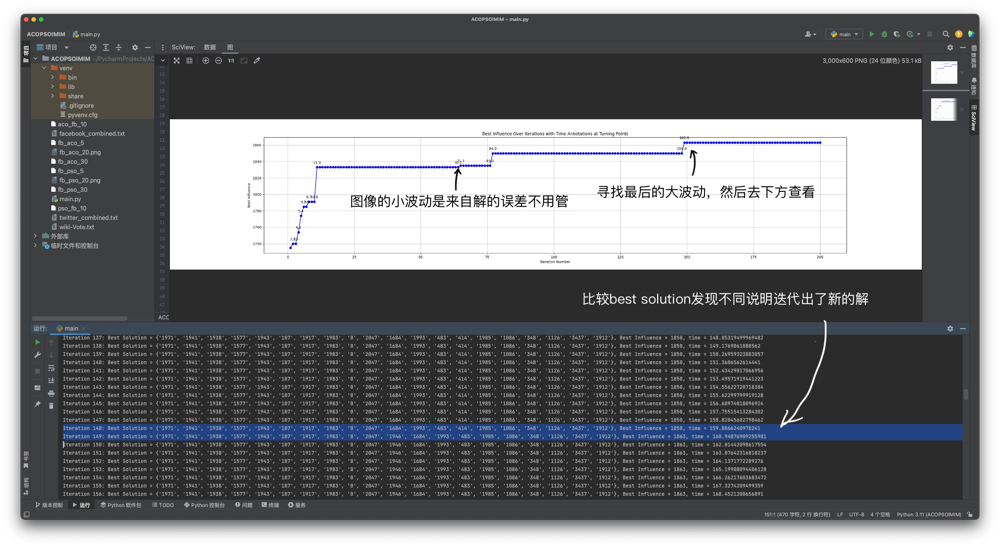 ACOPSOIMIM – main.py
ACOPSOIMIM 〉 main.py
main
项目
SciView: 数据 图
ACOPSOIMIM ~/PycharmProjects/AC
venv
bin
lib
share
.gitignore
pyvenv.cfg
aco_fb_10
facebook_combined.txt
fb_aco_5
fb_aco_20.png
fb_aco_30
fb_pso_5
fb_pso_20.png
fb_pso_30
main.py
pso_fb_10
twitter_combined.txt
wiki-Vote.txt
外部库
临时文件和控制台
项目
1:1
3,000x600 PNG (24 位颜色) 53.1 kB
数据库
通知
SciView
12
13
14
15
16
17
18
19
20
21
22
23
24
25
26
27
28
29
30
31
32
33
34
35
36
37
38
39
40
41
ACC
Best Influence Over Iterations with Time Annotations at Turning Points
1860
1840
1820
1800
1780
1760
1740
Best Influence
0 25 50 75 100 125 150 175 200
Iteration Number
4.3
11.9
71.3
83.0
84.0
159.9
160.9
图像的小波动是来自解的误差不用管
寻找最后的大波动，然后去下方查看
比较best solution发现不同说明迭代出了新的解
运行: main
Iteration 137: Best Solution = {'1971', '1941', '1938', '1577', '1943', '107', '1917', '1983', '0', '2047', '1684', '1993', '483', '414', '1985', '1086', '348', '1126', '3437', '1912'}, Best Influence = 1850, time = 148.05319499969482
Iteration 138: Best Solution = {'1971', '1941', '1938', '1577', '1943', '107', '1917', '1983', '0', '2047', '1684', '1993', '483', '414', '1985', '1086', '348', '1126', '3437', '1912'}, Best Influence = 1850, time = 149.1769061088562
Iteration 139: Best Solution = {'1971', '1941', '1938', '1577', '1943', '107', '1917', '1983', '0', '2047', '1684', '1993', '483', '414', '1985', '1086', '348', '1126', '3437', '1912'}, Best Influence = 1850, time = 150.26959323883057
Iteration 140: Best Solution = {'1971', '1941', '1938', '1577', '1943', '107', '1917', '1983', '0', '2047', '1684', '1993', '483', '414', '1985', '1086', '348', '1126', '3437', '1912'}, Best Influence = 1850, time = 151.3606562614441
Iteration 141: Best Solution = {'1971', '1941', '1938', '1577', '1943', '107', '1917', '1983', '0', '2047', '1684', '1993', '483', '414', '1985', '1086', '348', '1126', '3437', '1912'}, Best Influence = 1850, time = 152.43429017066956
Iteration 142: Best Solution = {'1971', '1941', '1938', '1577', '1943', '107', '1917', '1983', '0', '2047', '1684', '1993', '483', '414', '1985', '1086', '348', '1126', '3437', '1912'}, Best Influence = 1850, time = 153.49571919441223
Iteration 143: Best Solution = {'1971', '1941', '1938', '1577', '1943', '107', '1917', '1983', '0', '2047', '1684', '1993', '483', '414', '1985', '1086', '348', '1126', '3437', '1912'}, Best Influence = 1850, time = 154.55622720718384
Iteration 144: Best Solution = {'1971', '1941', '1938', '1577', '1943', '107', '1917', '1983', '0', '2047', '1684', '1993', '483', '414', '1985', '1086', '348', '1126', '3437', '1912'}, Best Influence = 1850, time = 155.62299799919128
Iteration 145: Best Solution = {'1971', '1941', '1938', '1577', '1943', '107', '1917', '1983', '0', '2047', '1684', '1993', '483', '414', '1985', '1086', '348', '1126', '3437', '1912'}, Best Influence = 1850, time = 156.68974018096924
Iteration 146: Best Solution = {'1971', '1941', '1938', '1577', '1943', '107', '1917', '1983', '0', '2047', '1684', '1993', '483', '414', '1985', '1086', '348', '1126', '3437', '1912'}, Best Influence = 1850, time = 157.75515413284302
Iteration 147: Best Solution = {'1971', '1941', '1938', '1577', '1943', '107', '1917', '1983', '0', '2047', '1684', '1993', '483', '414', '1985', '1086', '348', '1126', '3437', '1912'}, Best Influence = 1850, time = 158.82045602798462
Iteration 148: Best Solution = {'1971', '1941', '1938', '1577', '1943', '107', '1917', '1983', '0', '2047', '1684', '1993', '483', '414', '1985', '1086', '348', '1126', '3437', '1912'}, Best Influence = 1850, time = 159.8866240978241
Iteration 149: Best Solution = {'1971', '1941', '1938', '1577', '1943', '107', '1917', '1983', '0', '2047', '1946', '1684', '1993', '483', '1985', '1086', '348', '1126', '3437', '1912'}, Best Influence = 1863, time = 160.94876909255981
Iteration 150: Best Solution = {'1971', '1941', '1938', '1577', '1943', '107', '1917', '1983', '0', '2047', '1946', '1684', '1993', '483', '1985', '1086', '348', '1126', '3437', '1912'}, Best Influence = 1863, time = 162.01442098617554
Iteration 151: Best Solution = {'1971', '1941', '1938', '1577', '1943', '107', '1917', '1983', '0', '2047', '1946', '1684', '1993', '483', '1985', '1086', '348', '1126', '3437', '1912'}, Best Influence = 1863, time = 163.07642316818237
Iteration 152: Best Solution = {'1971', '1941', '1938', '1577', '1943', '107', '1917', '1983', '0', '2047', '1946', '1684', '1993', '483', '1985', '1086', '348', '1126', '3437', '1912'}, Best Influence = 1863, time = 164.1371772289276
Iteration 153: Best Solution = {'1971', '1941', '1938', '1577', '1943', '107', '1917', '1983', '0', '2047', '1946', '1684', '1993', '483', '1985', '1086', '348', '1126', '3437', '1912'}, Best Influence = 1863, time = 165.19908094406128
Iteration 154: Best Solution = {'1971', '1941', '1938', '1577', '1943', '107', '1917', '1983', '0', '2047', '1946', '1684', '1993', '483', '1985', '1086', '348', '1126', '3437', '1912'}, Best Influence = 1863, time = 166.26217603683472
Iteration 155: Best Solution = {'1971', '1941', '1938', '1577', '1943', '107', '1917', '1983', '0', '2047', '1946', '1684', '1993', '483', '1985', '1086', '348', '1126', '3437', '1912'}, Best Influence = 1863, time = 167.3274209499359
Iteration 156: Best Solution = {'1971', '1941', '1938', '1577', '1943', '107', '1917', '1983', '0', '2047', '1946', '1684', '1993', '483', '1985', '1086', '348', '1126', '3437', '1912'}, Best Influence = 1863, time = 168.4521200656891
书签
结构
版本控制 运行 Python 软件包 TODO Python 控制台 问题 终端 服务
151:1 (470 字符, 2 行 换行符) LF UTF-8 4 个空格 Python 3.11 (ACOPSOIMIM)